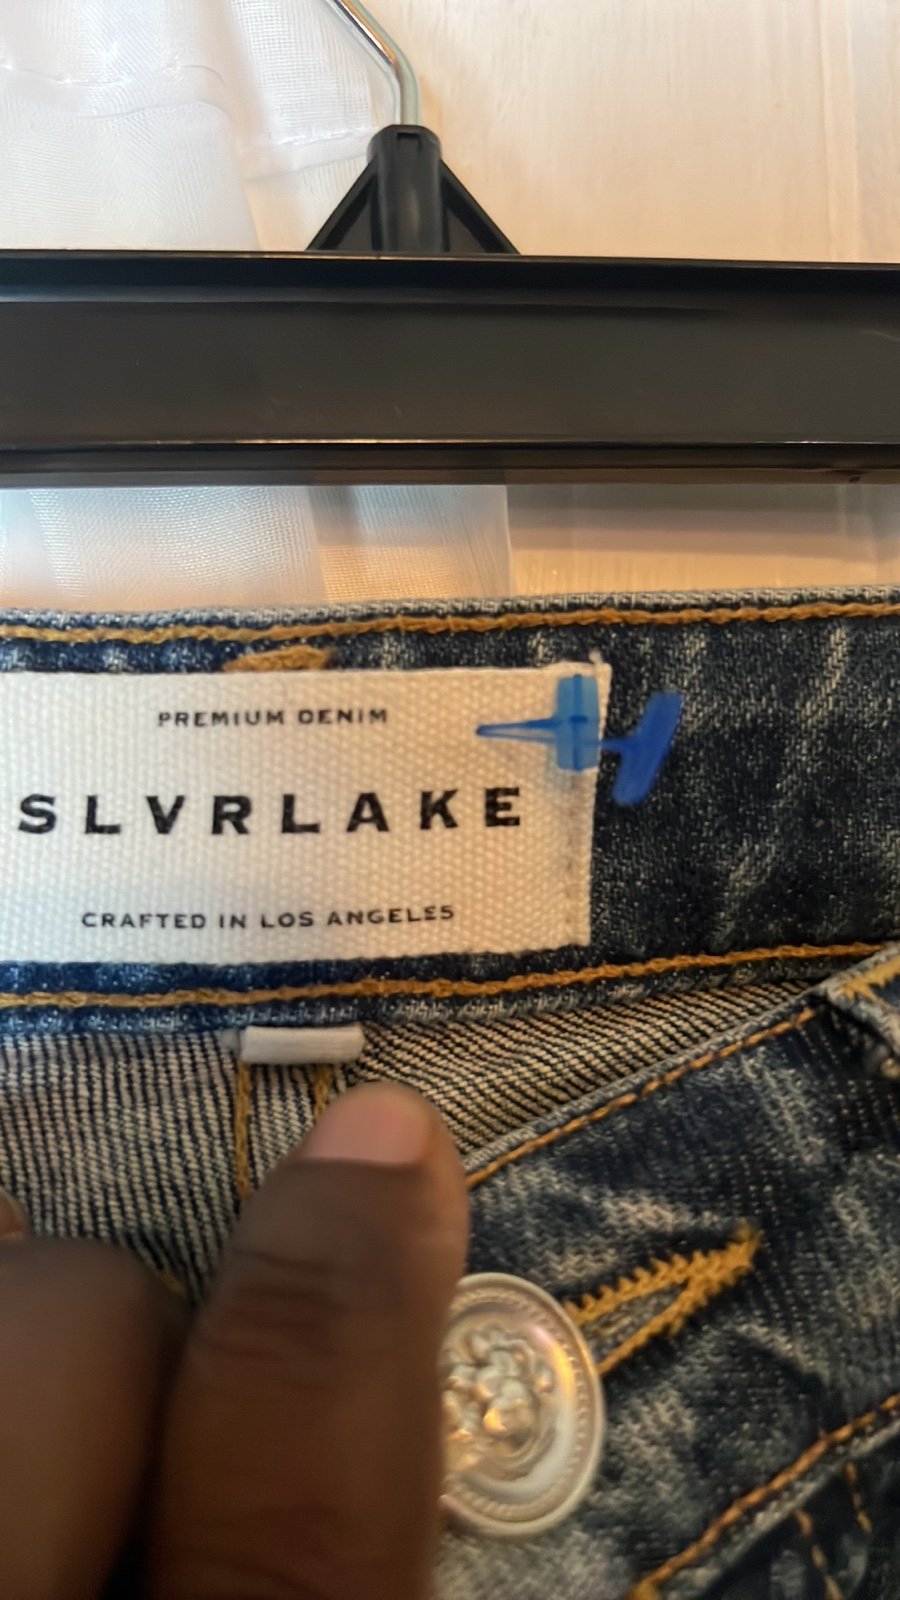 PREMIUM DENIM
SLVRLAKE
CRAFTED IN LOS ANGELES